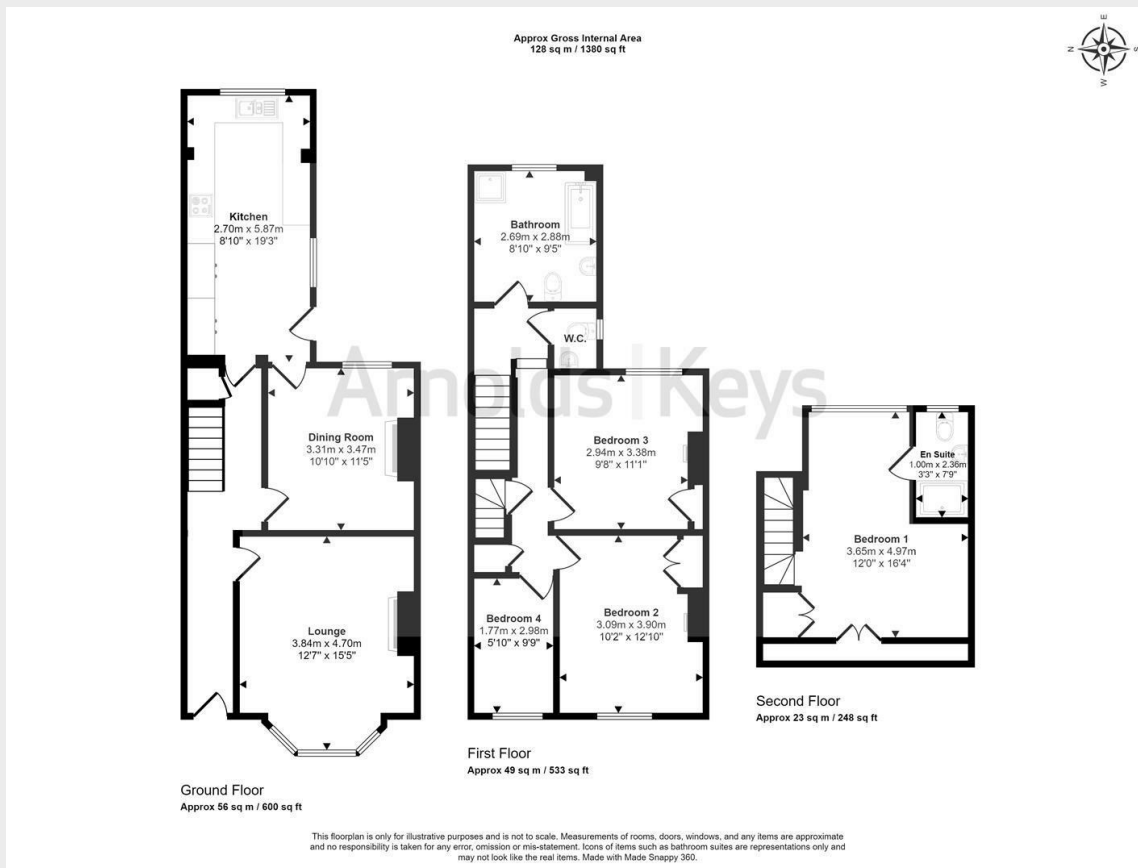 Approx Gross Internal Area
128 sq m / 1380 sq ft
E
N
S
W
Kitchen
2.70m x 5.87m
8'10" x 19'3"
Dining Room
3.31m x 3.47m
10'10" x 11'5"
Lounge
3.84m x 4.70m
12'7" x 15'5"
Ground Floor
Approx 56 sq m / 600 sq ft
Bathroom
2.69m x 2.88m
8'10" x 9'5"
W.C.
Bedroom 3
2.94m x 3.38m
9'8" x 11'1"
Bedroom 4
1.77m x 2.98m
5'10" x 9'9"
Bedroom 2
3.09m x 3.90m
10'2" x 12'10"
First Floor
Approx 49 sq m / 533 sq ft
En Suite
1.00m x 2.36m
3'3" x 7'9"
Bedroom 1
3.65m x 4.97m
12'0" x 16'4"
Second Floor
Approx 23 sq m / 248 sq ft
Arnolds | Keys
This floorplan is only for illustrative purposes and is not to scale. Measurements of rooms, doors, windows, and any items are approximate
and no responsibility is taken for any error, omission or mis-statement. Icons of items such as bathroom suites are representations only and
may not look like the real items. Made with Made Snappy 360.